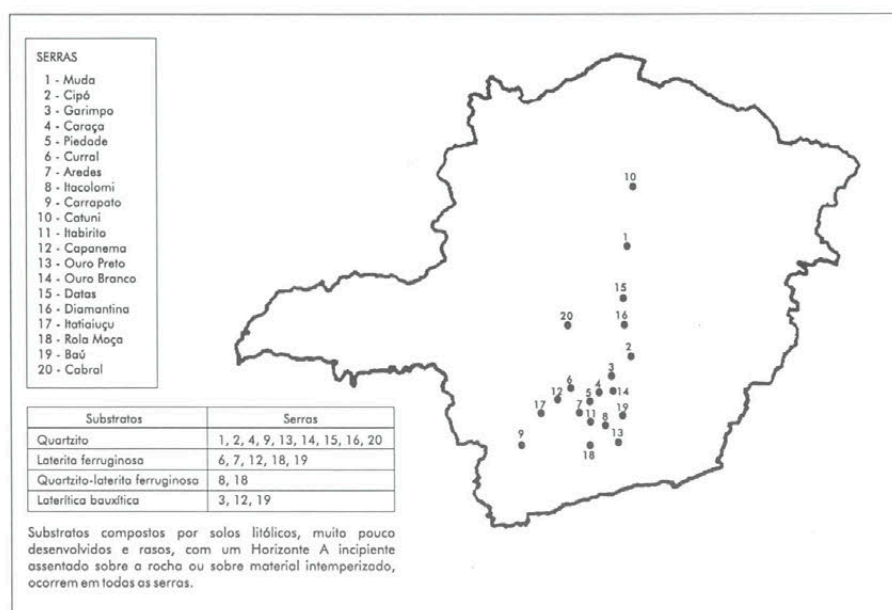 SERRAS
1 - Muda
2 - Cipó
3 - Garimpo
4 - Caraça
5 - Piedade
6 - Curral
7 - Aredes
8 - Itacolomi
9 - Carrapato
10 - Catuni
11 - Itabirito
12 - Capanema
13 - Ouro Preto
14 - Ouro Branco
15 - Datas
16 - Diamantina
17 - Itatiaiuçu
18 - Rola Moça
19 - Baú
20 - Cabral
10
1
15
20 16
2
3
6 4 14
12 5
17 7 19
11 8
9 13
18
Substratos Serras
Quartzito 1, 2, 4, 9, 13, 14, 15, 16, 20
Laterita ferruginosa 6, 7, 12, 18, 19
Quartzito-laterita ferruginosa 8, 18
Laterítica bauxítica 3, 12, 19
Substratos compostos por solos litólicos, muito pouco
desenvolvidos e rasos, com um Horizonte A incipiente
assentado sobre a rocha ou sobre material intemperizado,
ocorrem em todas as serras.